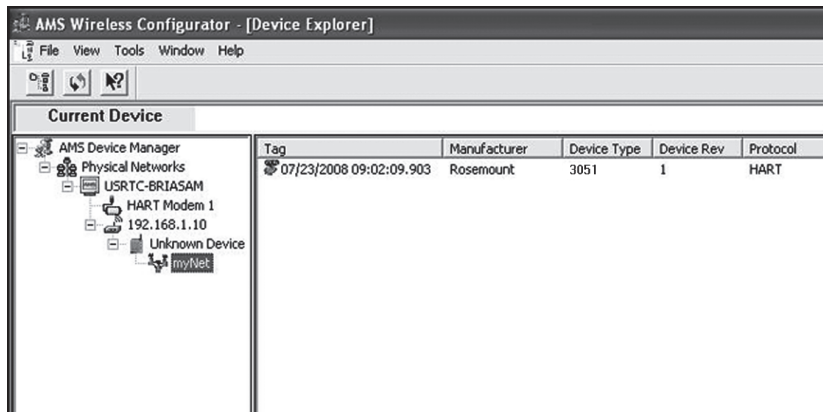 AMS Wireless Configurator - [Device Explorer]
File View Tools Window Help
Current Device
AMS Device Manager
Physical Networks
USRTC-BRIASAM
HART Modem 1
192.168.1.10
Unknown Device
myNet
Tag Manufacturer Device Type Device Rev Protocol
07/23/2008 09:02:09.903 Rosemount 3051 1 HART